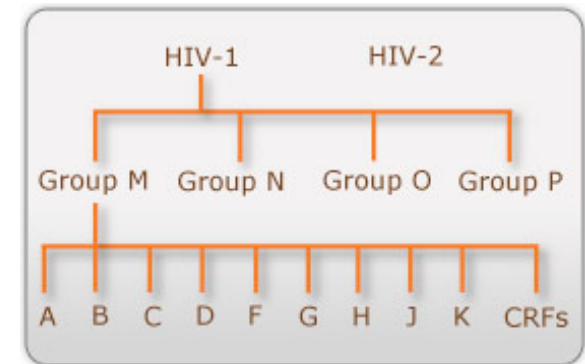 HIV-1 HIV-2
Group M Group N Group O Group P
A B C D F G H J K CRFs